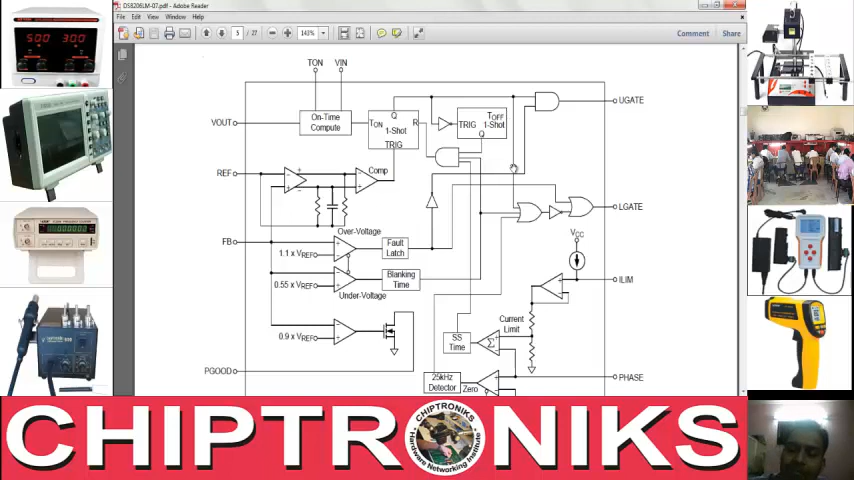 DS8206LM-07.pdf - Adobe Reader
File Edit View Window Help
5 / 27 142% Comment Share
TON VIN
VOUT
On-Time
Compute
TON
Q
R
1-Shot
TRIG
TRIG
TOFF
1-Shot
Q
UGATE
REF
Comp
LGATE
Over-Voltage
FB
1.1 x VREF
Fault
Latch
VCC
Blanking
Time
0.55 x VREF
Under-Voltage
ILIM
Current
Limit
0.9 x VREF
SS
Time
Σ
PGOOD
25kHz
Detector
Zero
PHASE
500 300
CHIPTRONIKS
CHIPTRONIKS
Hardware
Networking Institute